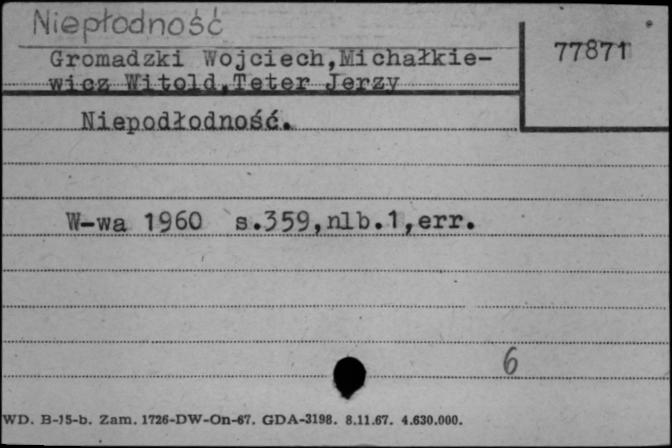 Niepłodność
Gromadzki Wojciech,Michałkie-
wicz Witold,Teter Jerzy
77871
Niepodłodność.
W-wa 1960 s.359,nlb.1,err.
6
WD. B-15-b. Zam. 1726-DW-On-67. GDA-3198. 8.11.67. 4.630.000.